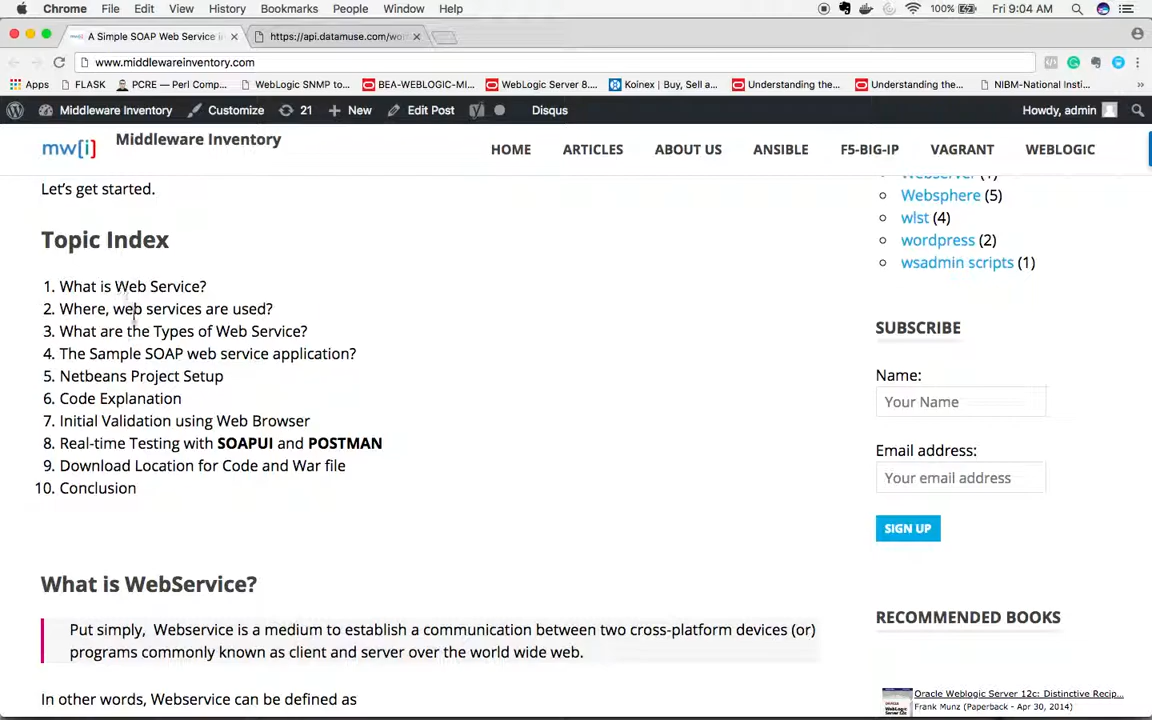 Chrome File Edit View History Bookmarks People Window Help 100% Fri 9:04 AM
A Simple SOAP Web Service in × https://api.datamuse.com/wor ×
www.middlewareinventory.com
Apps FLASK PCRE — Perl Comp... WebLogic SNMP to... BEA-WEBLOGIC-MI... WebLogic Server 8.... Koinex | Buy, Sell a... Understanding the... Understanding the... NIBM-National Insti... »
Middle­ware Inventory Customize 21 + New Edit Post Disqus Howdy, admin
mw[i] Middleware Inventory HOME ARTICLES ABOUT US ANSIBLE F5-BIG-IP VAGRANT WEBLOGIC
Let's get started.
Topic Index
1. What is Web Service?
2. Where, web services are used?
3. What are the Types of Web Service?
4. The Sample SOAP web service application?
5. Netbeans Project Setup
6. Code Explanation
7. Initial Validation using Web Browser
8. Real-time Testing with SOAPUI and POSTMAN
9. Download Location for Code and War file
10. Conclusion
What is WebService?
Put simply, Webservice is a medium to establish a communication between two cross-platform devices (or)
programs commonly known as client and server over the world wide web.
In other words, Webservice can be defined as
Webserver (1)
Websphere (5)
wlst (4)
wordpress (2)
wsadmin scripts (1)
SUBSCRIBE
Name:
Your Name
Email address:
Your email address
SIGN UP
RECOMMENDED BOOKS
Oracle Weblogic Server 12c: Distinctive Recip...
Frank Munz (Paperback - Apr 30, 2014)